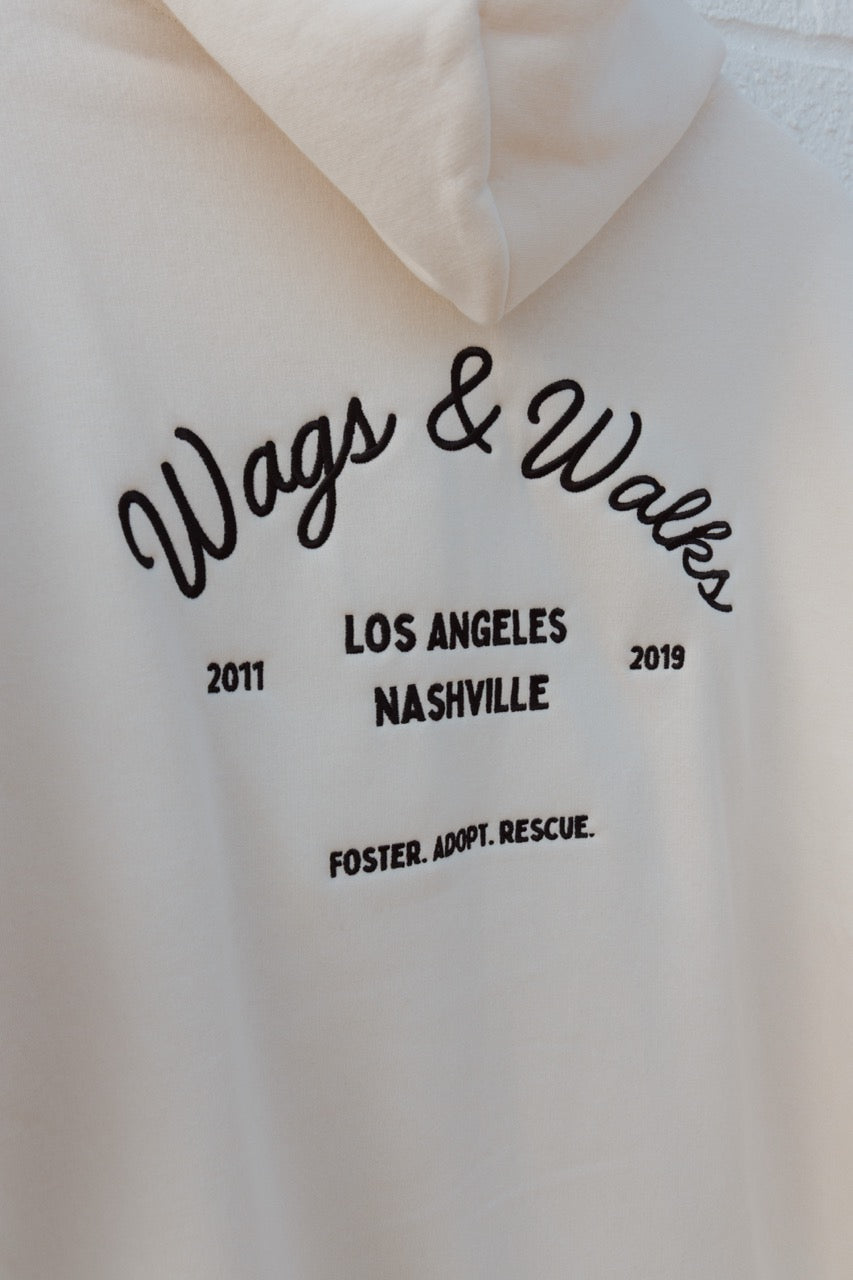 Wags & Walks
LOS ANGELES
2011
2019
NASHVILLE
FOSTER. ADOPT. RESCUE.